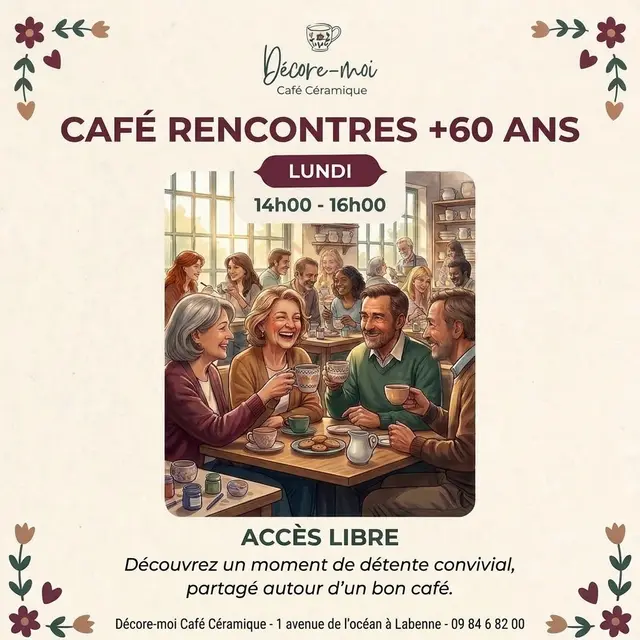 Décore-moi
Café Céramique
CAFÉ RENCONTRES +60 ANS
LUNDI
14h00 - 16h00
ACCÈS LIBRE
Découvrez un moment de détente convivial,
partagé autour d'un bon café.
Décore-moi Café Céramique - 1 avenue de l'océan à Labenne - 09 84 6 82 00